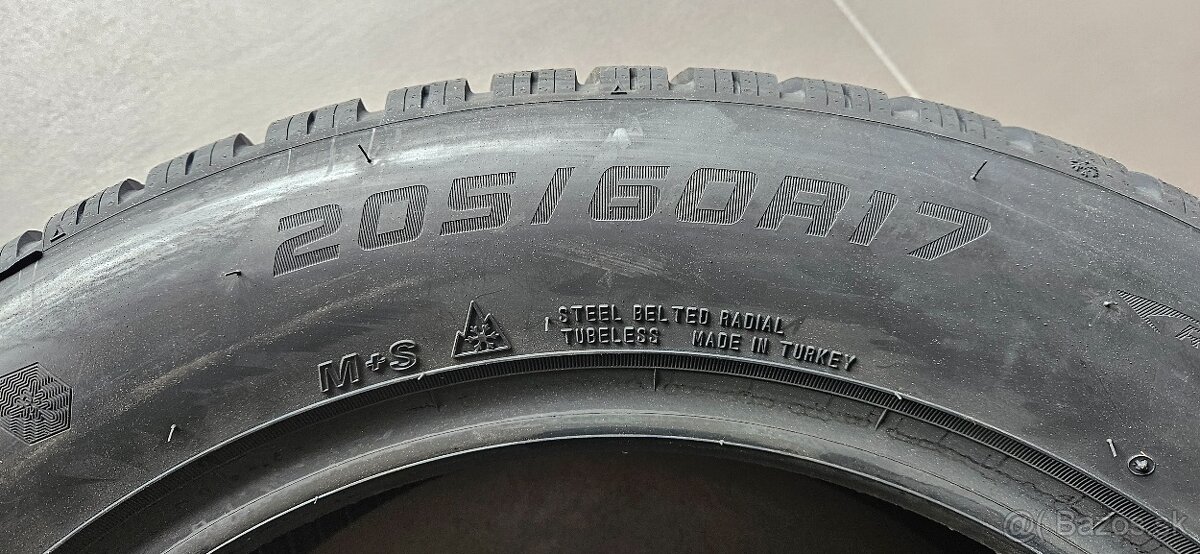 205/60R17
M+S
STEEL BELTED RADIAL
TUBELESS MADE IN TURKEY
@( Bazos.sk